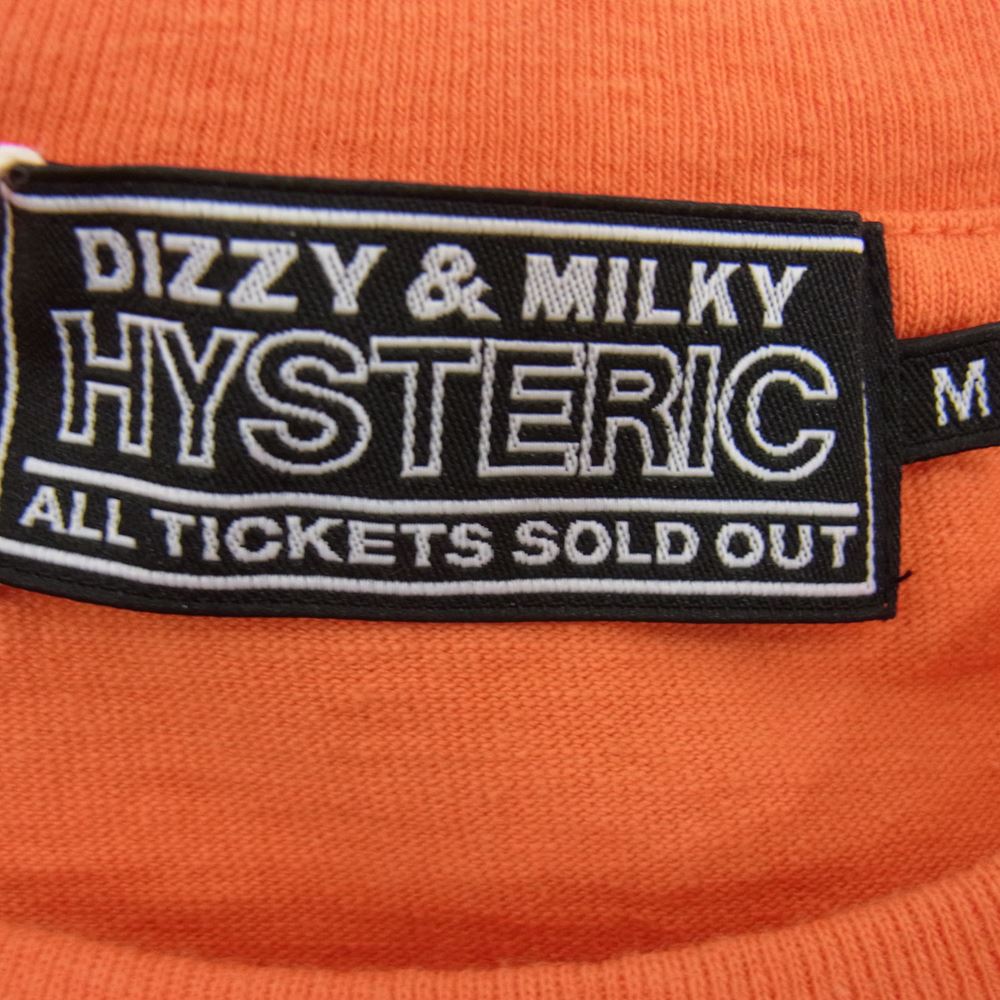 DIZZY & MILKY
HYSTERIC
ALL TICKETS SOLD OUT
M